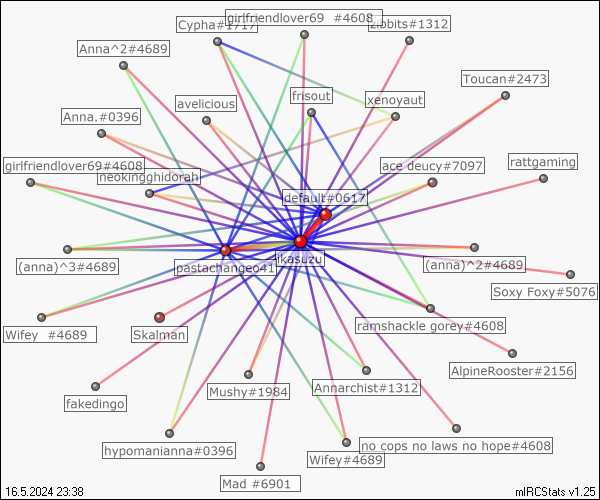 girlfriendlover69  #4608
Cypha#1717
zibbits#1312
Anna^2#4689
Toucan#2473
frisout
xenoyaut
avelicious
Anna.#0396
girlfriendlover69#4608
ace deucy#7097
rattgaming
neokingghidorah
default#0617
ikasuzu
pastachangeo41
(anna)^3#4689
(anna)^2#4689
Soxy Foxy#5076
Wifey  #4689
Skalman
ramshackle gorey#4608
AlpineRooster#2156
fakedingo
Mushy#1984
Annarchist#1312
hypomanianna#0396
no cops no laws no hope#4608
Wifey#4689
Mad #6901
16.5.2024 23:38
mIRCStats v1.25